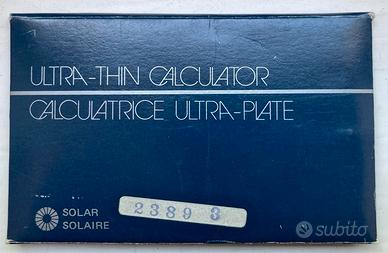 ULTRA-THIN CALCULATOR
CALCULATRICE ULTRA-PLATE
SOLAR
SOLAIRE
2389 3
subito